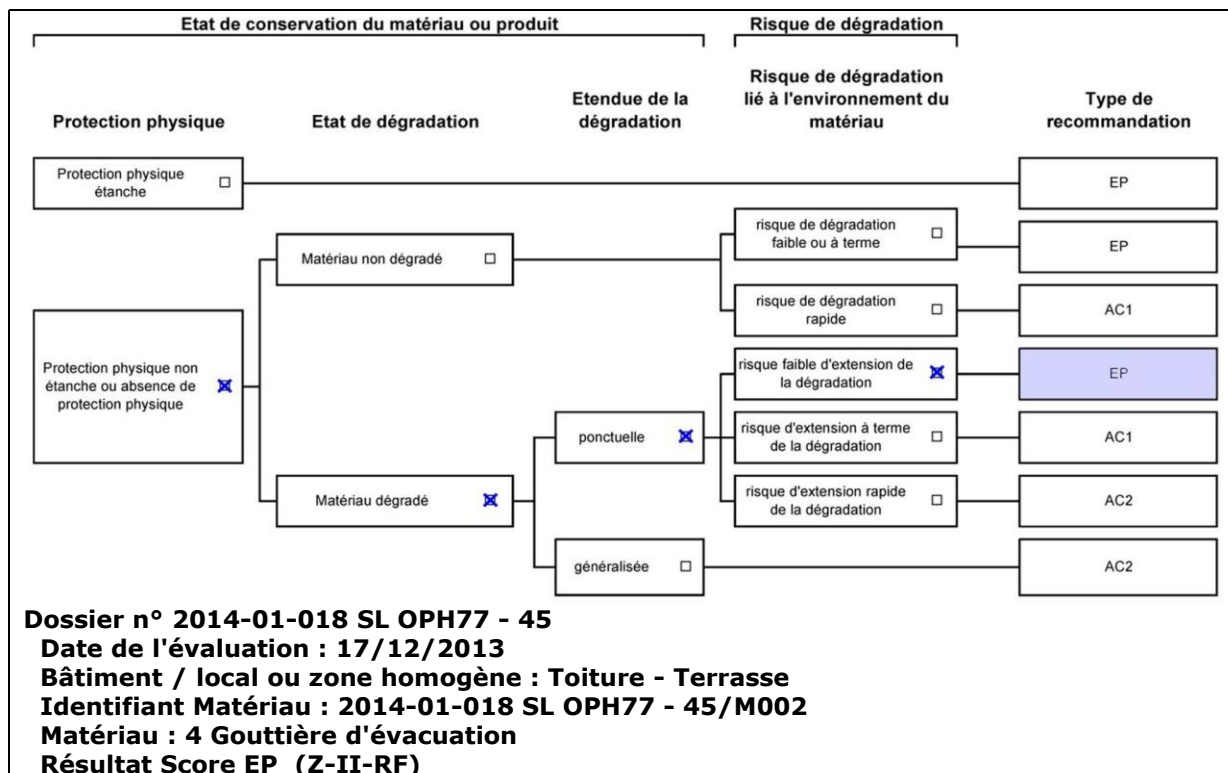 Etat de conservation du matériau ou produit
Risque de dégradation
Protection physique
Etat de dégradation
Etendue de la
dégradation
Risque de dégradation
lié à l'environnement du
matériau
Type de
recommandation
Protection physique
étanche
EP
risque de dégradation
faible ou à terme
EP
Matériau non dégradé
risque de dégradation
rapide
AC1
Protection physique non
étanche ou absence de
protection physique
risque faible d'extension de
la dégradation
EP
ponctuelle
risque d'extension à terme
de la dégradation
AC1
Matériau dégradé
risque d'extension rapide
de la dégradation
AC2
généralisée
AC2
Dossier n° 2014-01-018 SL OPH77 - 45
Date de l'évaluation : 17/12/2013
Bâtiment / local ou zone homogène : Toiture - Terrasse
Identifiant Matériau : 2014-01-018 SL OPH77 - 45/M002
Matériau : 4 Gouttière d'évacuation
Résultat Score EP (Z-II-RF)